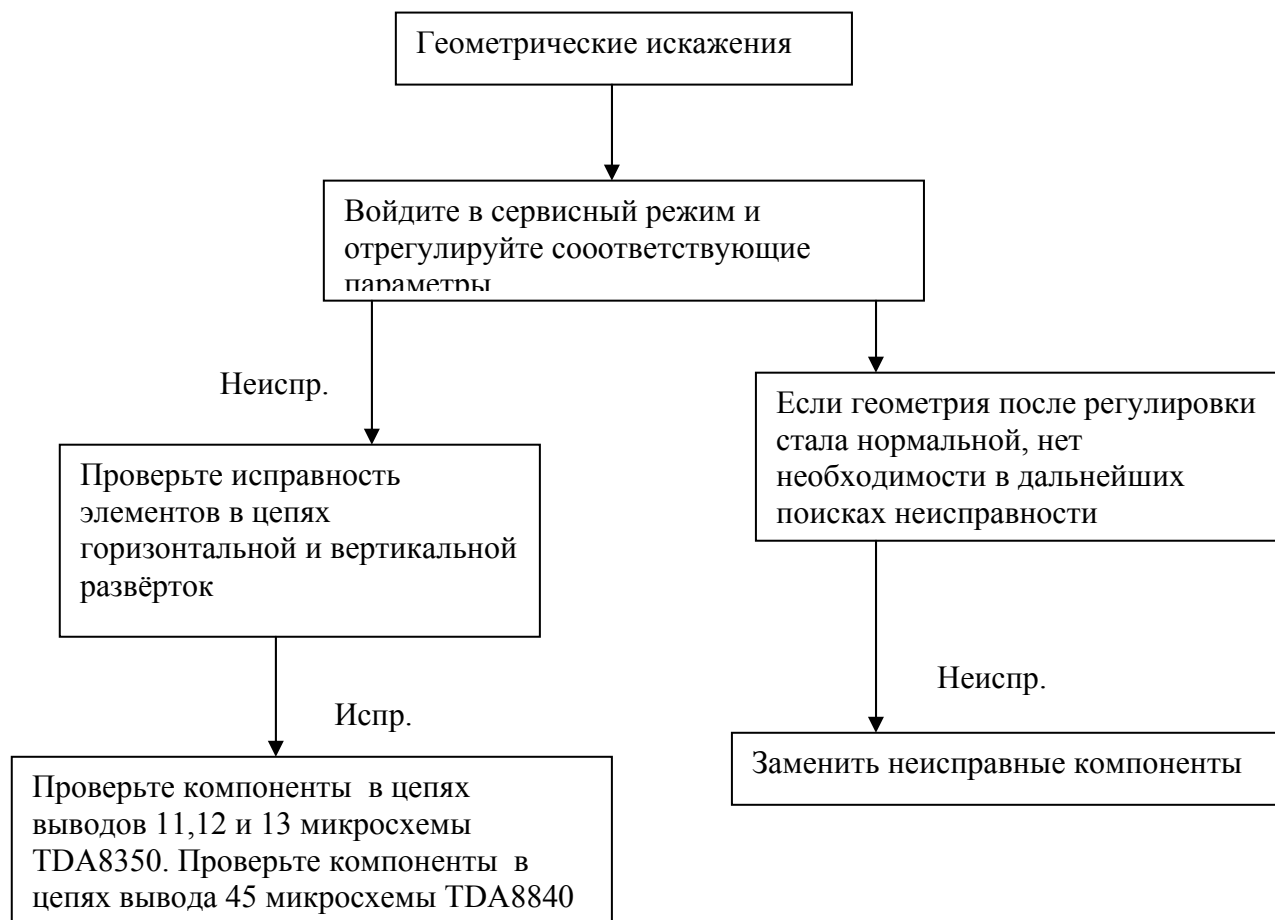 Геометрические искажения
Войдите в сервисный режим и
отрегулируйте сооответствующие
параметры
Неиспр.
Проверьте исправность
элементов в цепях
горизонтальной и вертикальной
развёрток
Если геометрия после регулировки
стала нормальной, нет
необходимости в дальнейших
поисках неисправности
Испр.
Неиспр.
Проверьте компоненты в цепях
выводов 11,12 и 13 микросхемы
TDA8350. Проверьте компоненты в
цепях вывода 45 микросхемы TDA8840
Заменить неисправные компоненты